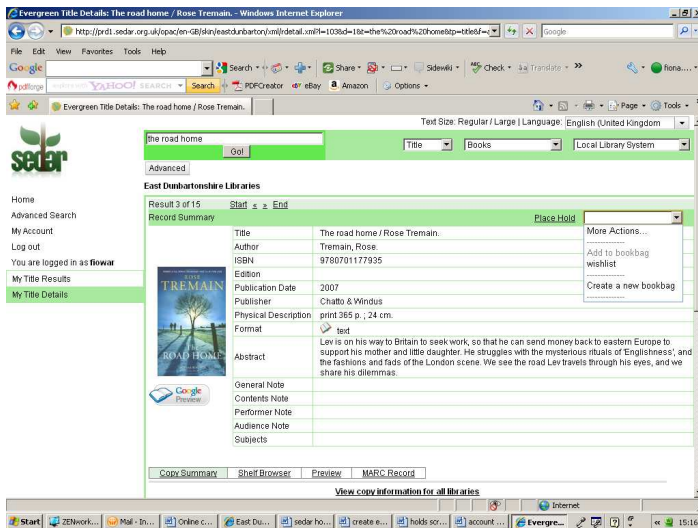 Evergreen Title Details: The road home / Rose Tremain. - Windows Internet Explorer
File Edit View Favorites Tools Help
Google Search Share Sidewiki Check Translate » fiona....
pdfforge YAHOO! SEARCH Search PDFCreator eBay Amazon Options
Evergreen Title Details: The road home / Rose Tremain. Page Tools
Text Size: Regular / Large | Language: English (United Kingdom
sedar
the road home
Go!
Title Books Local Library System
Advanced
East Dunbartonshire Libraries
Home
Advanced Search
My Account
Log out
You are logged in as fiowar
My Title Results
My Title Details
Result 3 of 15 Start < > End
Record Summary Place Hold
More Actions...
-------------
Add to bookbag
wishlist
-------------
Create a new bookbag
-------------
Title The road home / Rose Tremain.
Author Tremain, Rose.
ISBN 9780701177935
Edition
Publication Date 2007
Publisher Chatto & Windus
Physical Description print 365 p. ; 24 cm.
Format text
Abstract Lev is on his way to Britain to seek work, so that he can send money back to eastern Europe to
support his mother and little daughter. He struggles with the mysterious rituals of 'Englishness', and
the fashions and fads of the London scene. We see the road Lev travels through his eyes, and we
share his dilemmas.
General Note
Contents Note
Performer Note
Audience Note
Subjects
ROSE
TREMAIN
The
ROAD HOME
Google
Preview
Copy Summary Shelf Browser Preview MARC Record
View copy information for all libraries
Internet
Start ZENwork... Mail - In... Online c... East Du... sedar ho... create e... holds scr... account ... Evergre... « 15:16